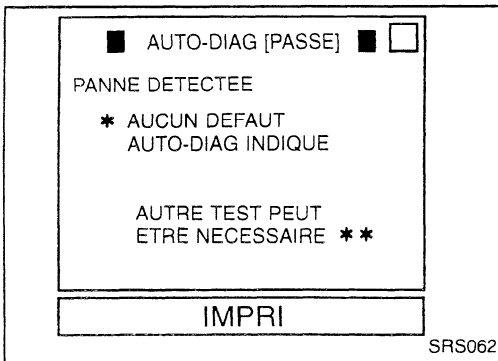 AUTO-DIAG [PASSE]
PANNE DETECTEE
* AUCUN DEFAUT
AUTO-DIAG INDIQUE
AUTRE TEST PEUT
ETRE NECESSAIRE **
IMPRI
SRS062